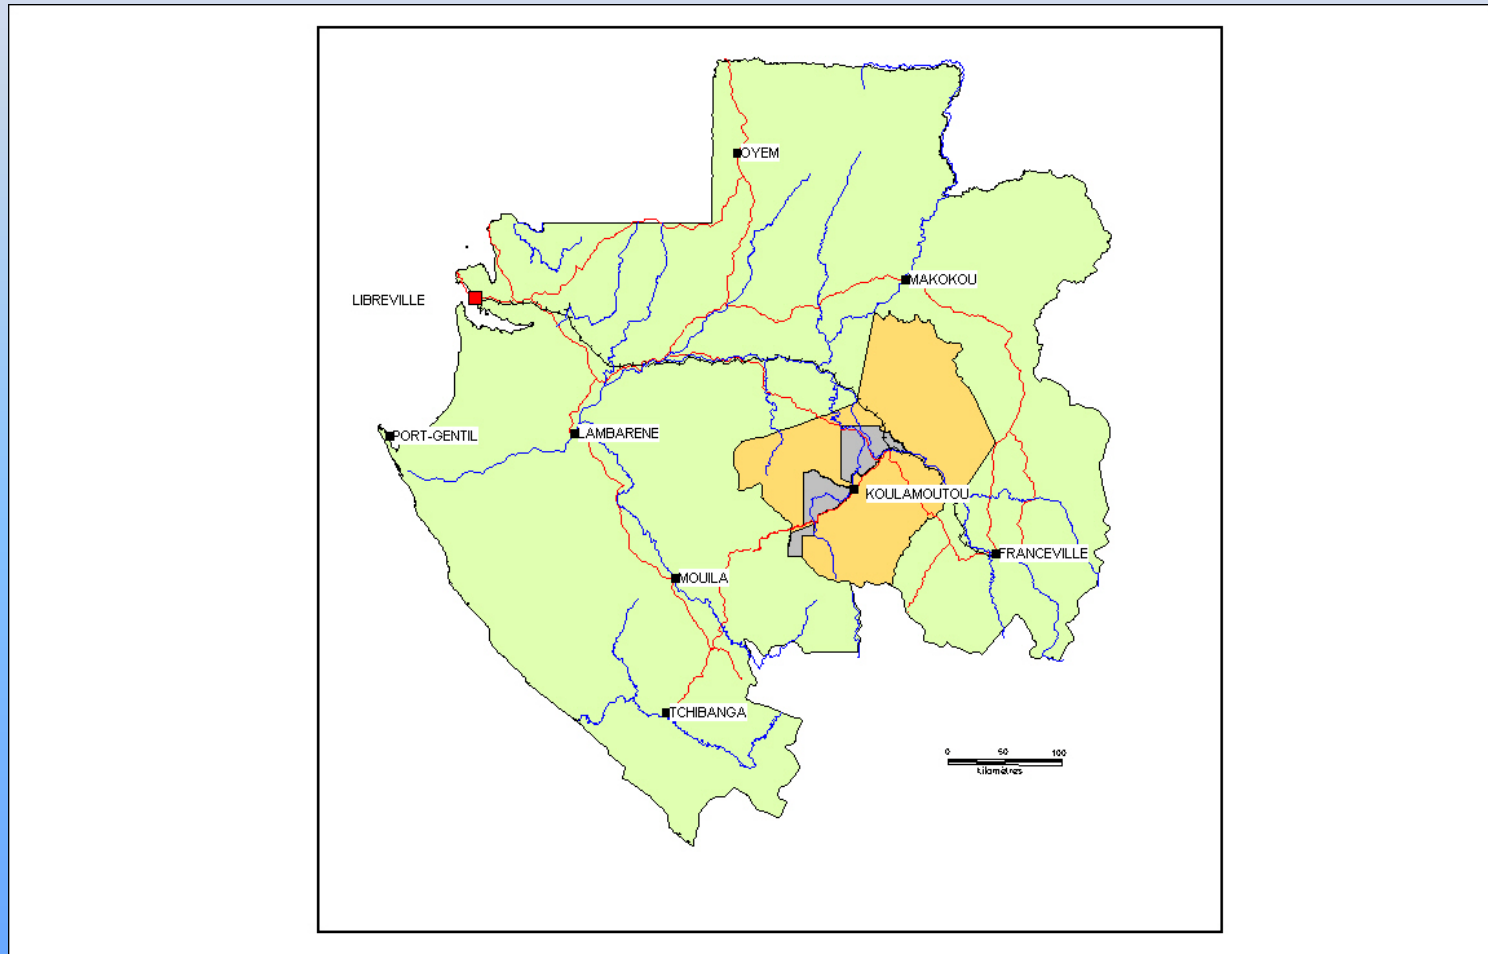 OYEM
MAKOKOU
LIBREVILLE
PORT-GENTIL
LAMBARENE
KOULAMOUTOU
FRANCEVILLE
MOUILA
TCHIBANGA
0 50 100
kilomètres